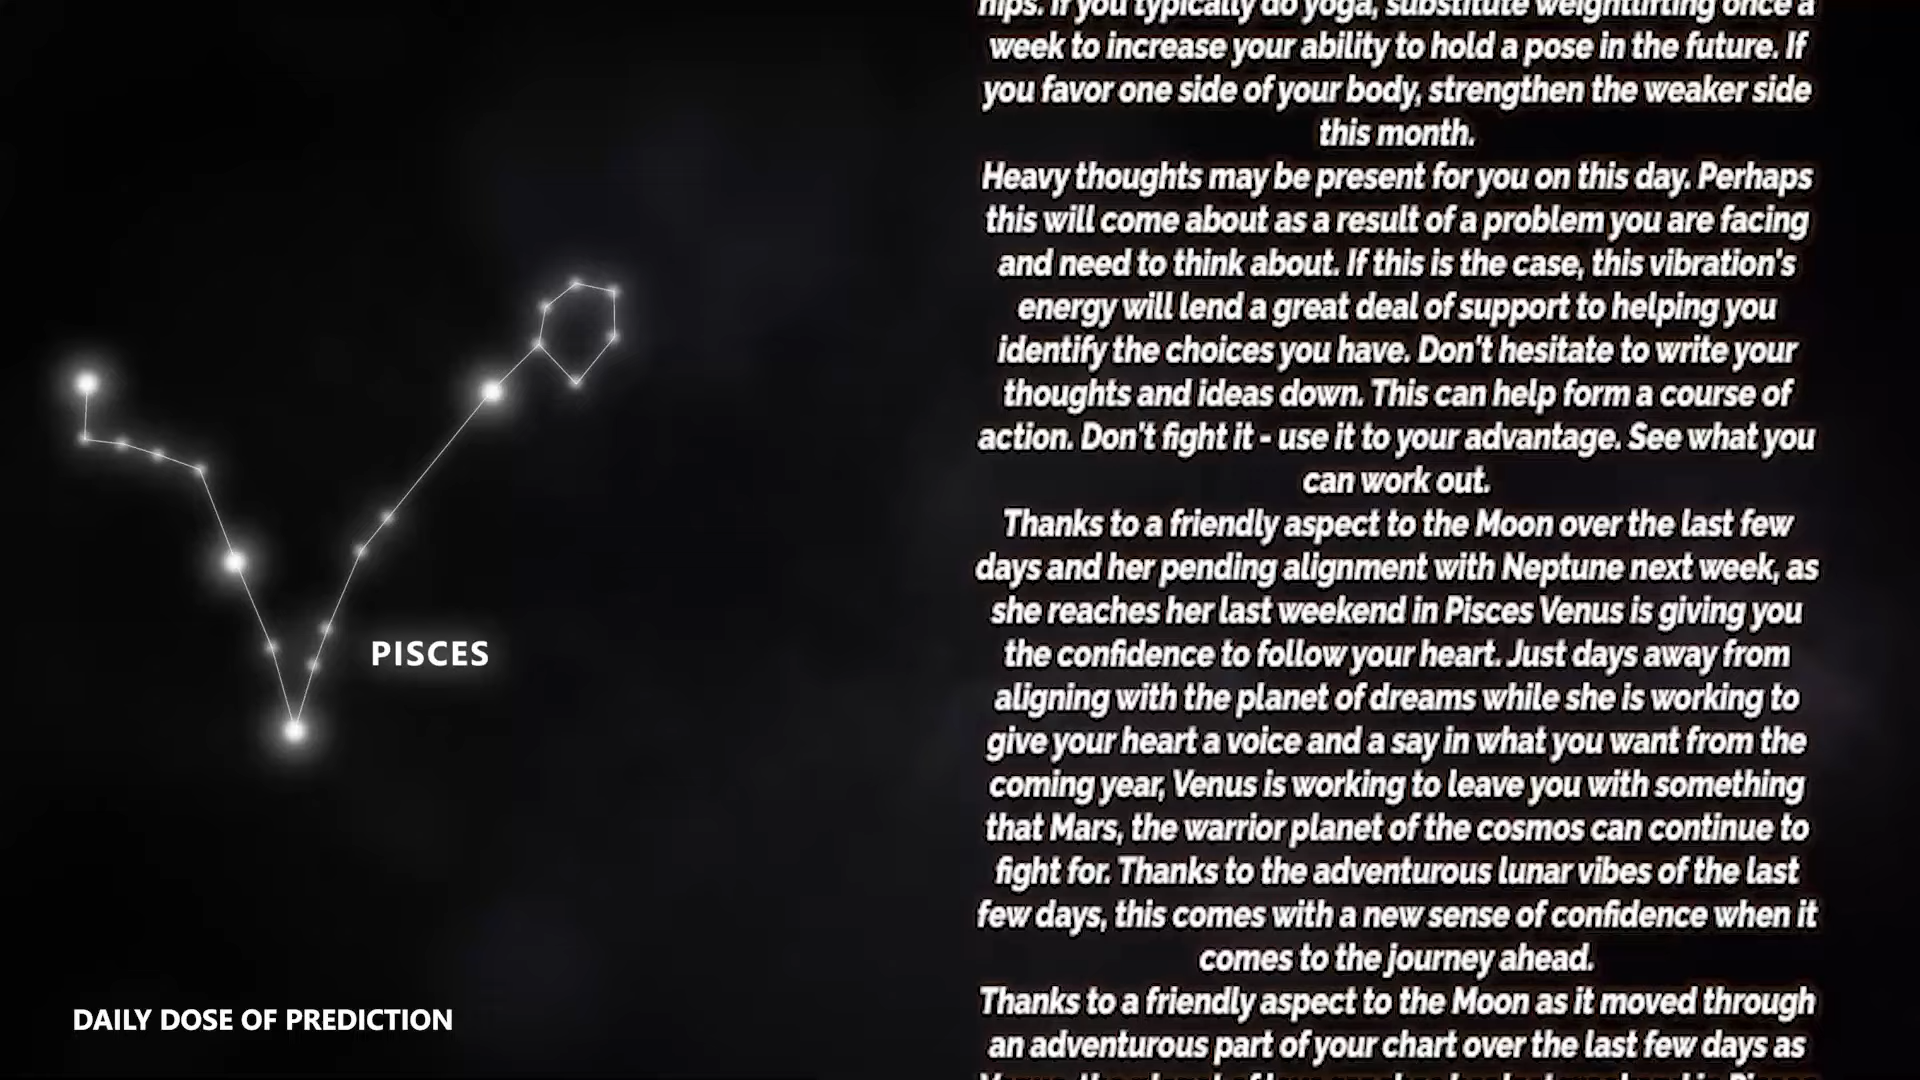 hips. If you typically do yoga, substitute weightlifting once a
week to increase your ability to hold a pose in the future. If
you favor one side of your body, strengthen the weaker side
this month.
Heavy thoughts may be present for you on this day. Perhaps
this will come about as a result of a problem you are facing
and need to think about. If this is the case, this vibration's
energy will lend a great deal of support to helping you
identify the choices you have. Don't hesitate to write your
thoughts and ideas down. This can help form a course of
action. Don't fight it - use it to your advantage. See what you
can work out.
Thanks to a friendly aspect to the Moon over the last few
days and her pending alignment with Neptune next week, as
she reaches her last weekend in Pisces Venus is giving you
the confidence to follow your heart. Just days away from
aligning with the planet of dreams while she is working to
give your heart a voice and a say in what you want from the
coming year, Venus is working to leave you with something
that Mars, the warrior planet of the cosmos can continue to
fight for. Thanks to the adventurous lunar vibes of the last
few days, this comes with a new sense of confidence when it
comes to the journey ahead.
Thanks to a friendly aspect to the Moon as it moved through
an adventurous part of your chart over the last few days as
PISCES
DAILY DOSE OF PREDICTION